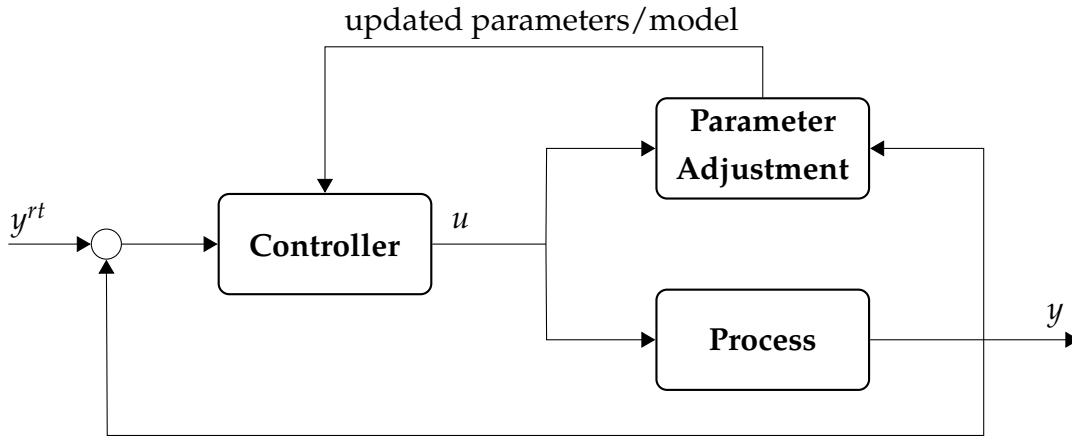 updated parameters/model
Parameter
Adjustment
y^{rt}
Controller
u
Process
y